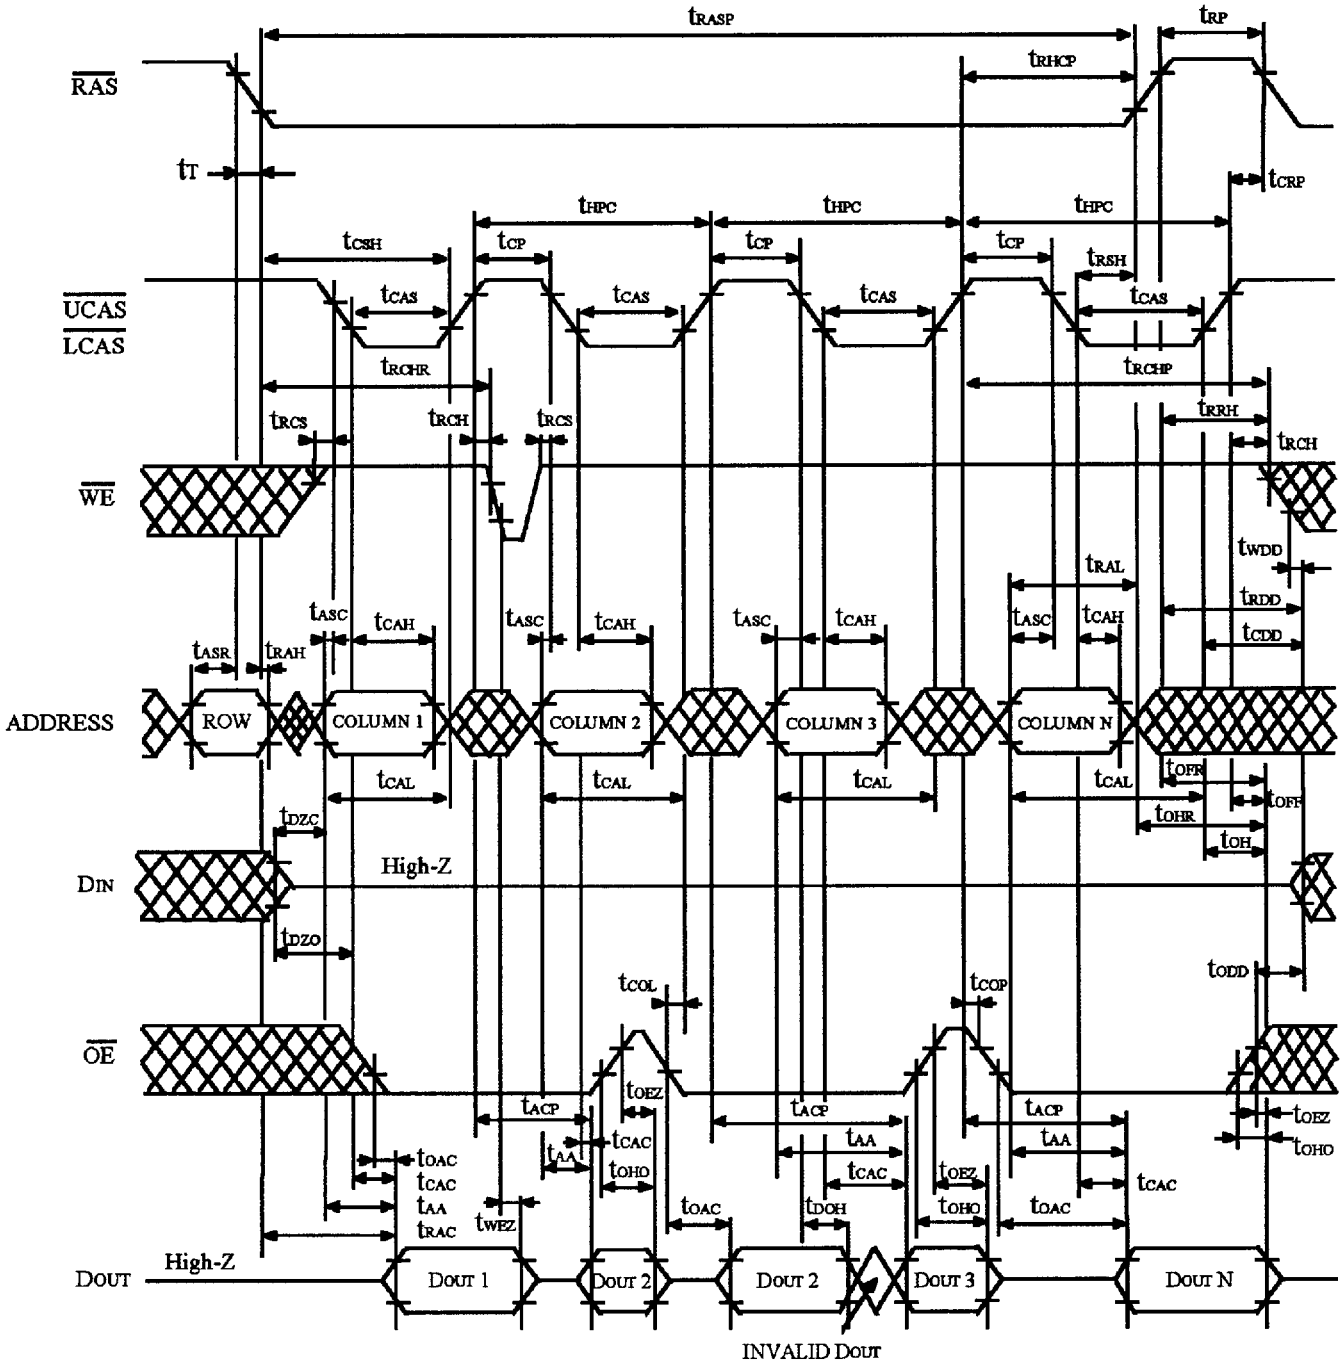 tRASP
tRP
tRHCP
RAS
tT
tCRP
tHPC
tHPC
tHPC
tCSH
tCP
tCP
tCP
tRSH
UCAS
LCAS
tCAS
tCAS
tCAS
tCAS
tRCHR
tRCHP
tRCS
tRCH
tRCS
tRRH
tRCH
WE
tWDD
tRAL
tRDD
tASC
tCAH
tASC
tCAH
tASC
tCAH
tASC
tCAH
tCDD
tASR
tRAH
ADDRESS
ROW
COLUMN 1
COLUMN 2
COLUMN 3
COLUMN N
tCAL
tCAL
tCAL
tCAL
tOFR
tOFF
tOHR
tOH
tDZC
DIN
High-Z
tDZO
tCOL
tCOP
tODD
OE
tOEZ
tACP
tACP
tACP
tOEZ
tCAC
tAA
tAA
tAA
tOHO
tOAC
tCAC
tAA
tRAC
tOHO
tCAC
tOEZ
tCAC
tWEZ
tOAC
tDOH
tOHO
tOAC
High-Z
DOUT
DOUT 1
DOUT 2
DOUT 2
DOUT 3
DOUT N
INVALID DOUT